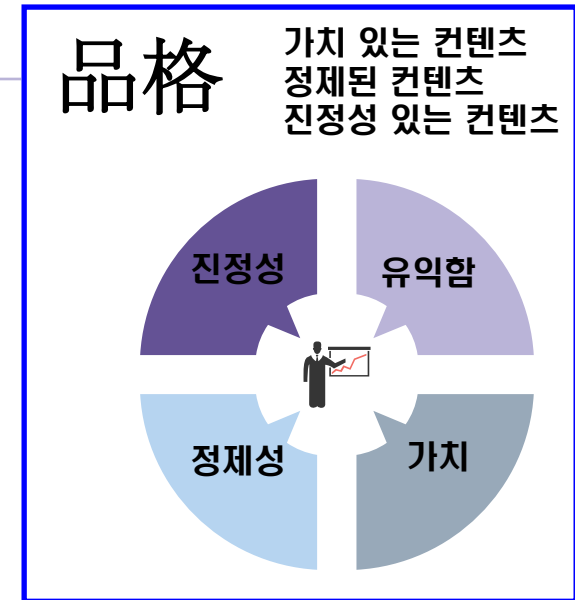 品格
가치 있는 컨텐츠
정제된 컨텐츠
진정성 있는 컨텐츠
진정성
유익함
정제성
가치